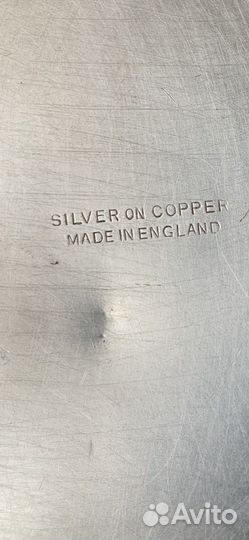 SILVER ON COPPER
MADE IN ENGLAND
Avito